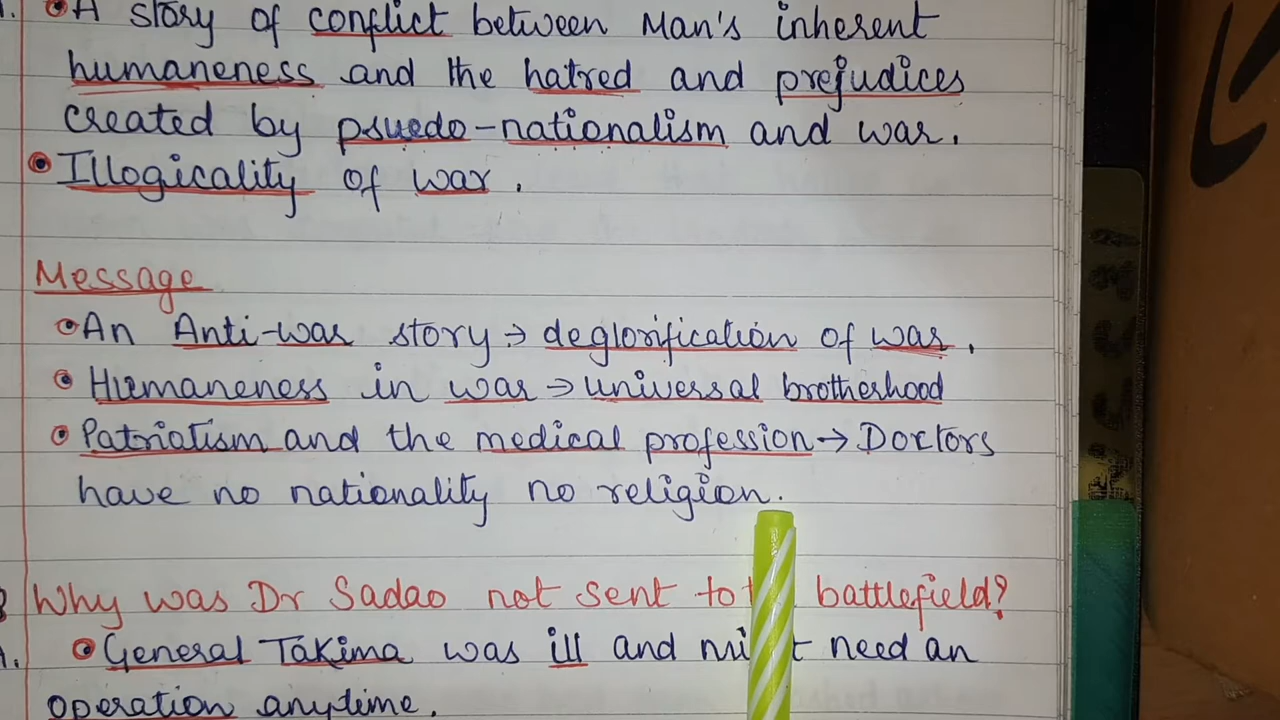 • A story of conflict between Man's inherent
humaneness and the hatred and prejudices
created by psuedo-nationalism and war.
• Illogicality of war.
Message
• An Anti-war story → deglorification of war.
• Humaneness in war → universal brotherhood
• Patriotism and the medical profession → Doctors
have no nationality no religion.
Why was Dr Sadao not sent to battlefield?
• General Takima was ill and need an
operation anytime.